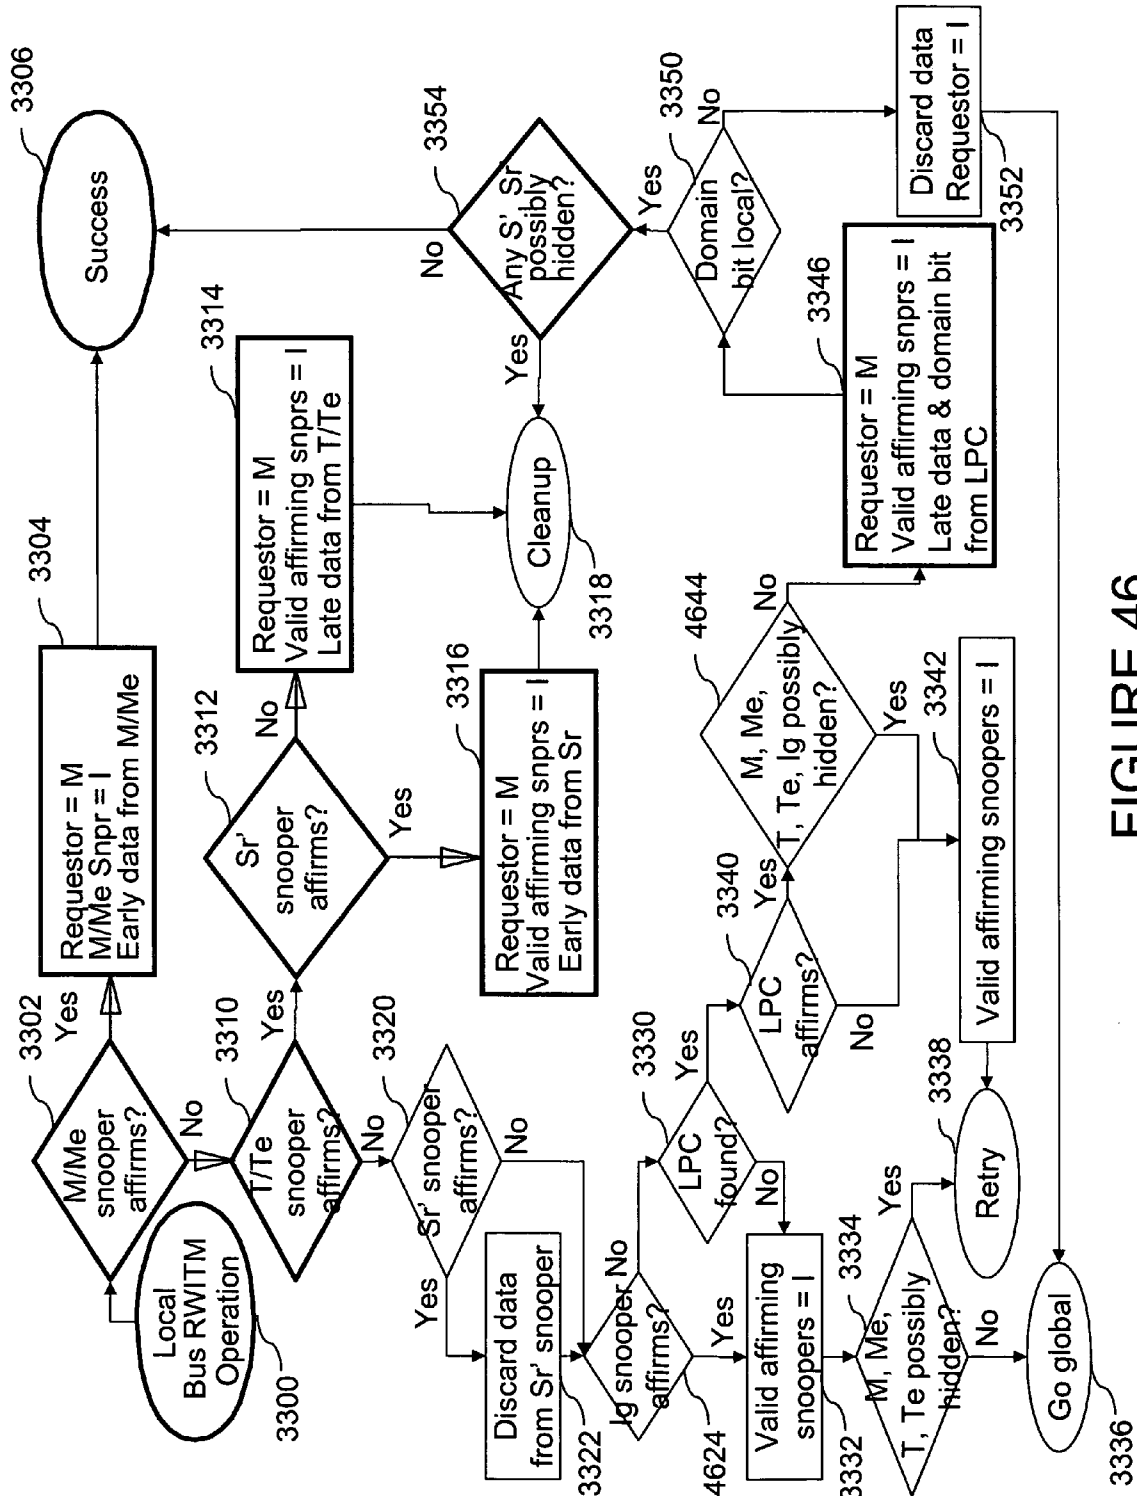 Local
Bus RWITM
Operation
3300
M/Me
snooper
affirms?
3302
Yes
No
Requestor = M
M/Me Snpr = I
Early data from M/Me
3304
Success
3306
T/Te
snooper
affirms?
3310
Yes
No
Sr'
snooper
affirms?
3312
No
Yes
Requestor = M
Valid affirming snprs = I
Late data from T/Te
3314
Requestor = M
Valid affirming snprs = I
Early data from Sr
3316
Cleanup
3318
Sr' snooper
affirms?
3320
Yes
No
Discard data
from Sr' snooper
3322
Ig snooper
affirms?
4624
No
Yes
LPC
found?
3330
Yes
No
Valid affirming
snoopers = I
3332
M, Me,
T, Te possibly
hidden?
3334
Yes
No
Go global
3336
Retry
3338
LPC
affirms?
3340
Yes
No
M, Me,
T, Te, Ig possibly
hidden?
4644
No
Yes
Valid affirming snoopers = I
3342
Requestor = M
Valid affirming snprs = I
Late data & domain bit
from LPC
3346
Domain
bit local?
3350
Yes
No
Discard data
Requestor = I
3352
Any S' Sr
possibly
hidden?
3354
No
Yes
FIGURE 46